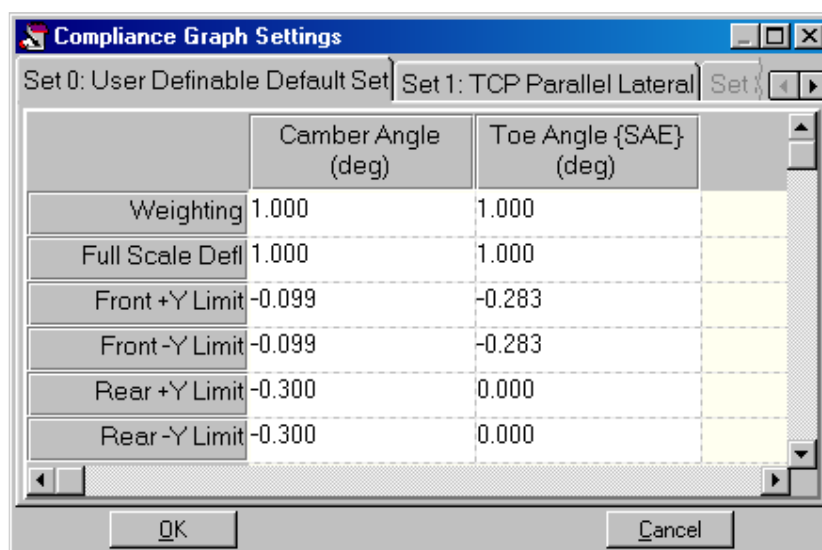 Compliance Graph Settings
Set 0: User Definable Default Set Set 1: TCP Parallel Lateral Set
Camber Angle (deg) Toe Angle {SAE} (deg)
Weighting 1.000 1.000
Full Scale Defl 1.000 1.000
Front +Y Limit -0.099 -0.283
Front -Y Limit -0.099 -0.283
Rear +Y Limit -0.300 0.000
Rear -Y Limit -0.300 0.000
OK Cancel